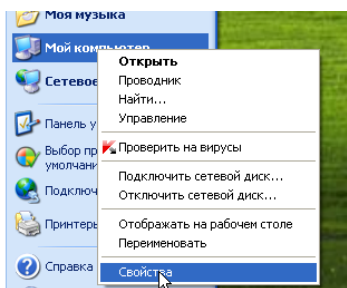 Моя музыка
Мой компьютер
Открыть
Сетевое
Проводник
Найти...
Управление
Панель у
Проверить на вирусы
Выбор пр
умолчани
Подключить сетевой диск...
Подключ
Отключить сетевой диск...
Принтеры
Отображать на рабочем столе
Переименовать
Справка
Свойства